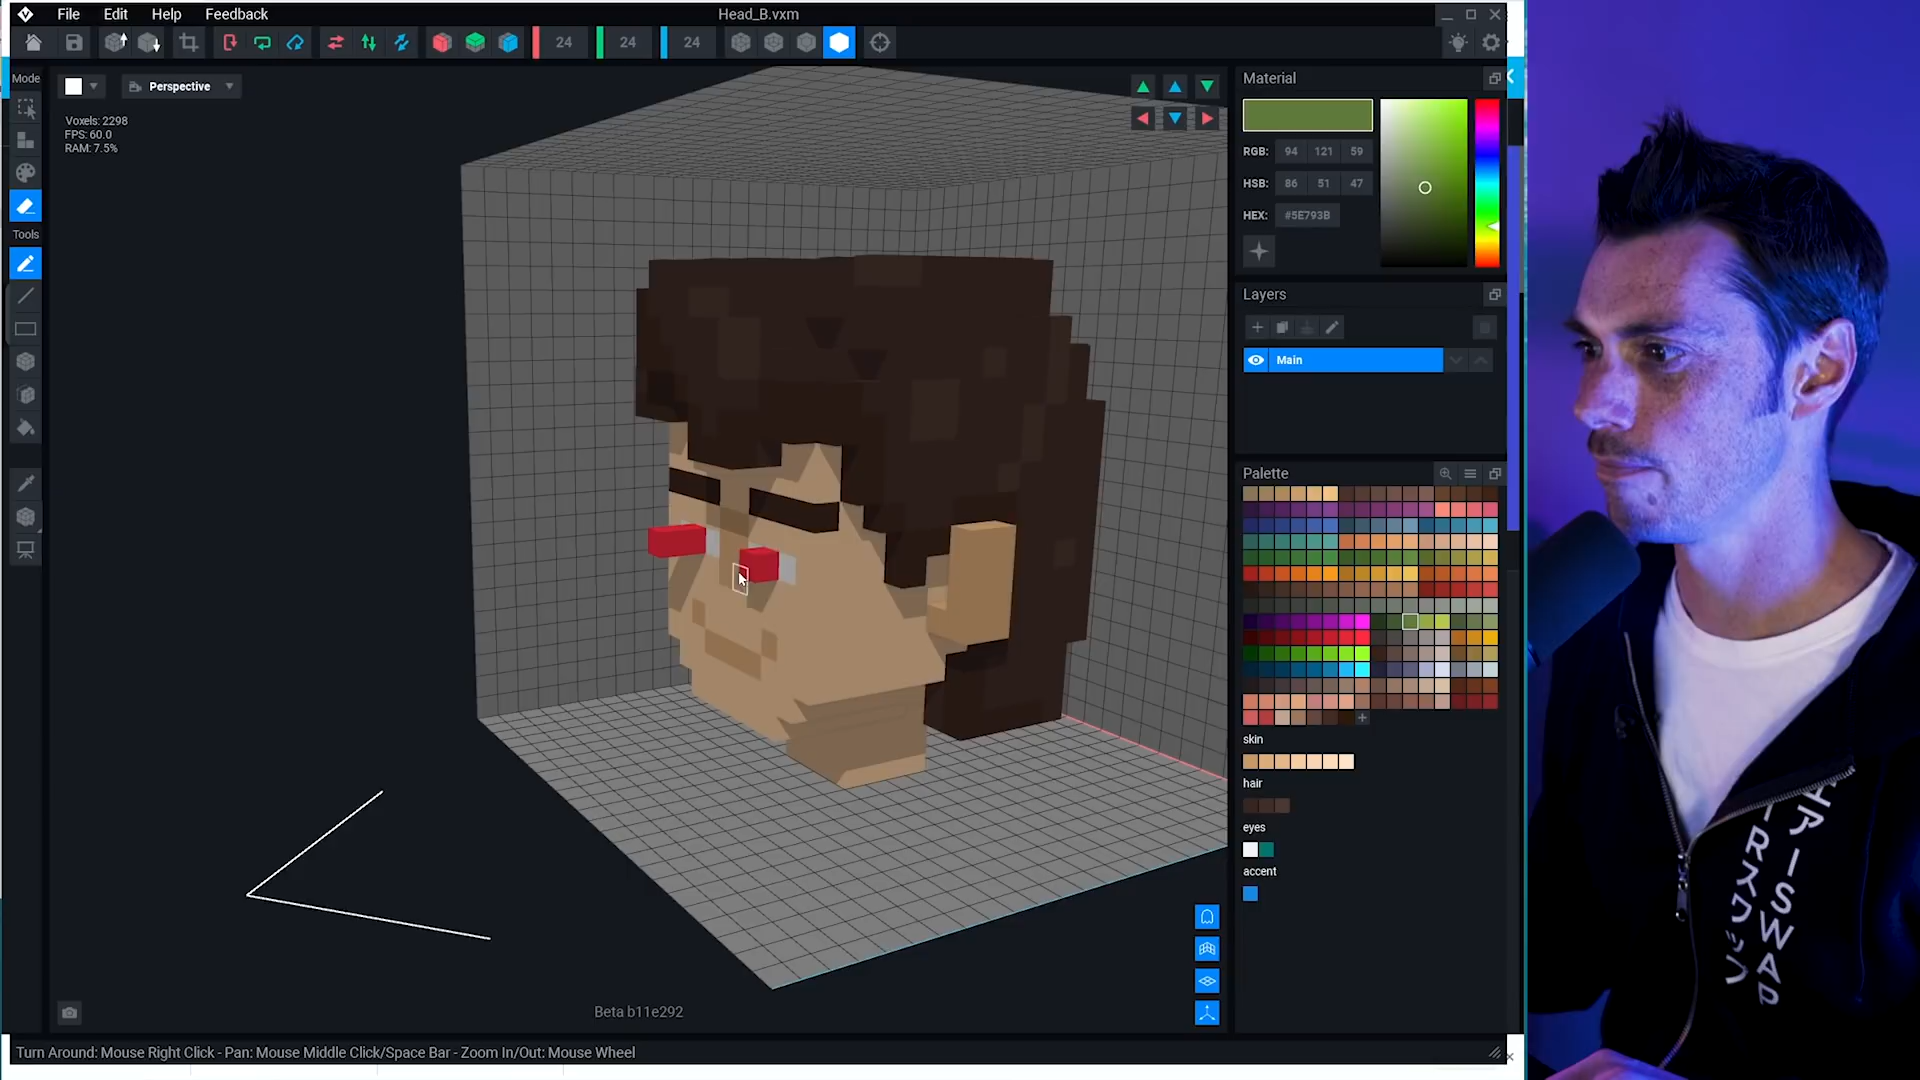 File Edit Help Feedback Head_B.vxm
24 24 24
Mode
Perspective
Voxels: 2298
FPS: 60.0
RAM: 7.5%
Tools
Material
RGB: 94 121 59
HSB: 86 51 47
HEX: #5E793B
Layers
Main
Palette
skin
hair
eyes
accent
Beta b11e292
Turn Around: Mouse Right Click - Pan: Mouse Middle Click/Space Bar - Zoom In/Out: Mouse Wheel